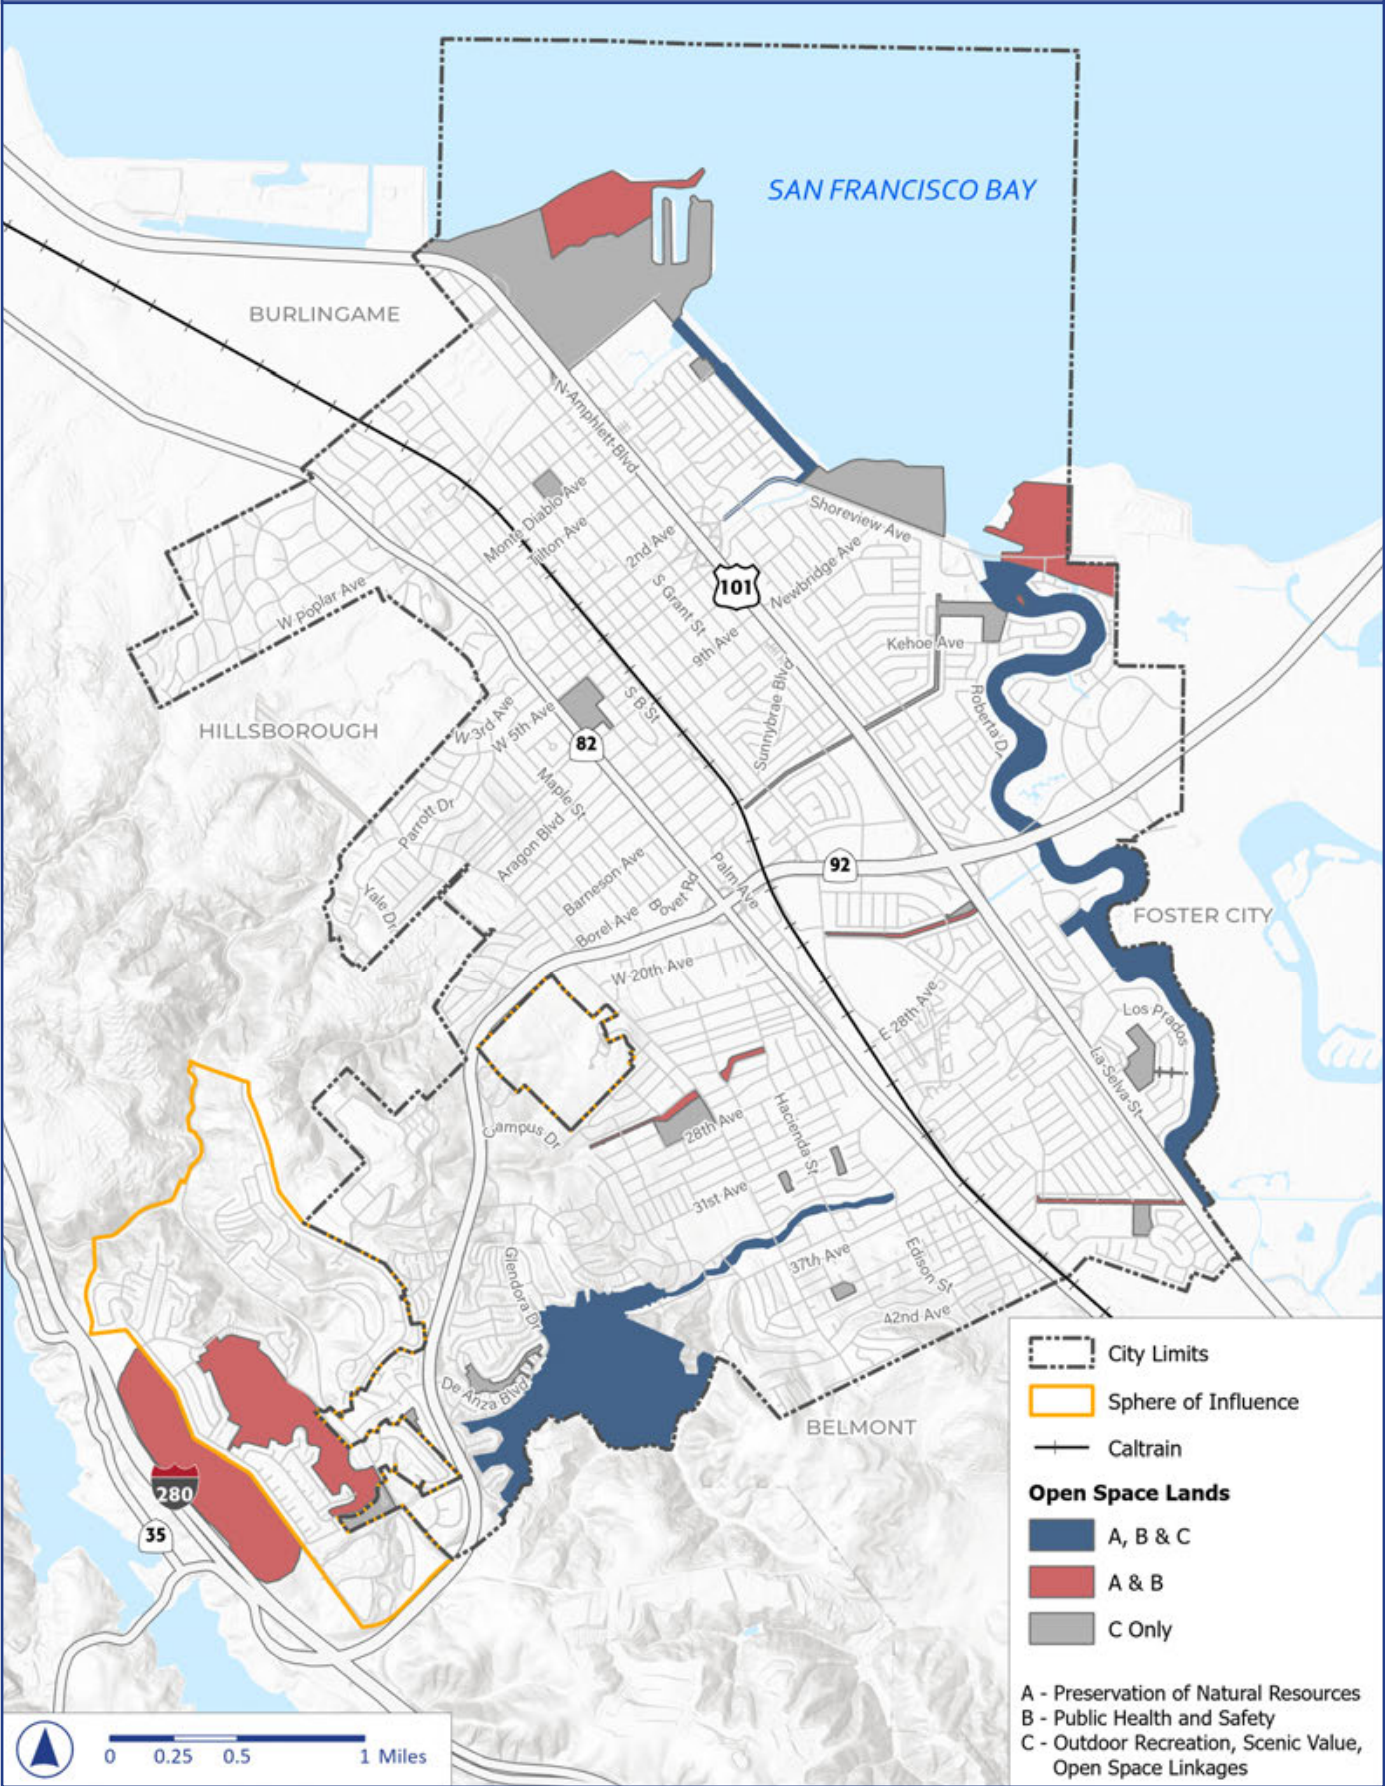 SAN FRANCISCO BAY
BURLINGAME
N Amphlett Blvd
Monte Diablo Ave
Tilton Ave
2nd Ave
Shoreview Ave
101
Newbridge Ave
S Grant St
9th Ave
W Poplar Ave
Kehoe Ave
Sunnybrae Blvd
S B St
Roberta Dr
HILLSBOROUGH
W 3rd Ave
W 5th Ave
82
Maple St
Parrott Dr
Aragon Blvd
Palm Ave
92
Barneson Ave
Bovet Rd
Yale Dr
Borel Ave
FOSTER CITY
W 20th Ave
E 28th Ave
Los Prados
La Selva St
Campus Dr
28th Ave
Hacienda St
31st Ave
37th Ave
Edison St
Glendora Dr
42nd Ave
De Anza Blvd
BELMONT
280
35
City Limits
Sphere of Influence
Caltrain
Open Space Lands
A, B & C
A & B
C Only
A - Preservation of Natural Resources
B - Public Health and Safety
C - Outdoor Recreation, Scenic Value,
Open Space Linkages
0 0.25 0.5 1 Miles